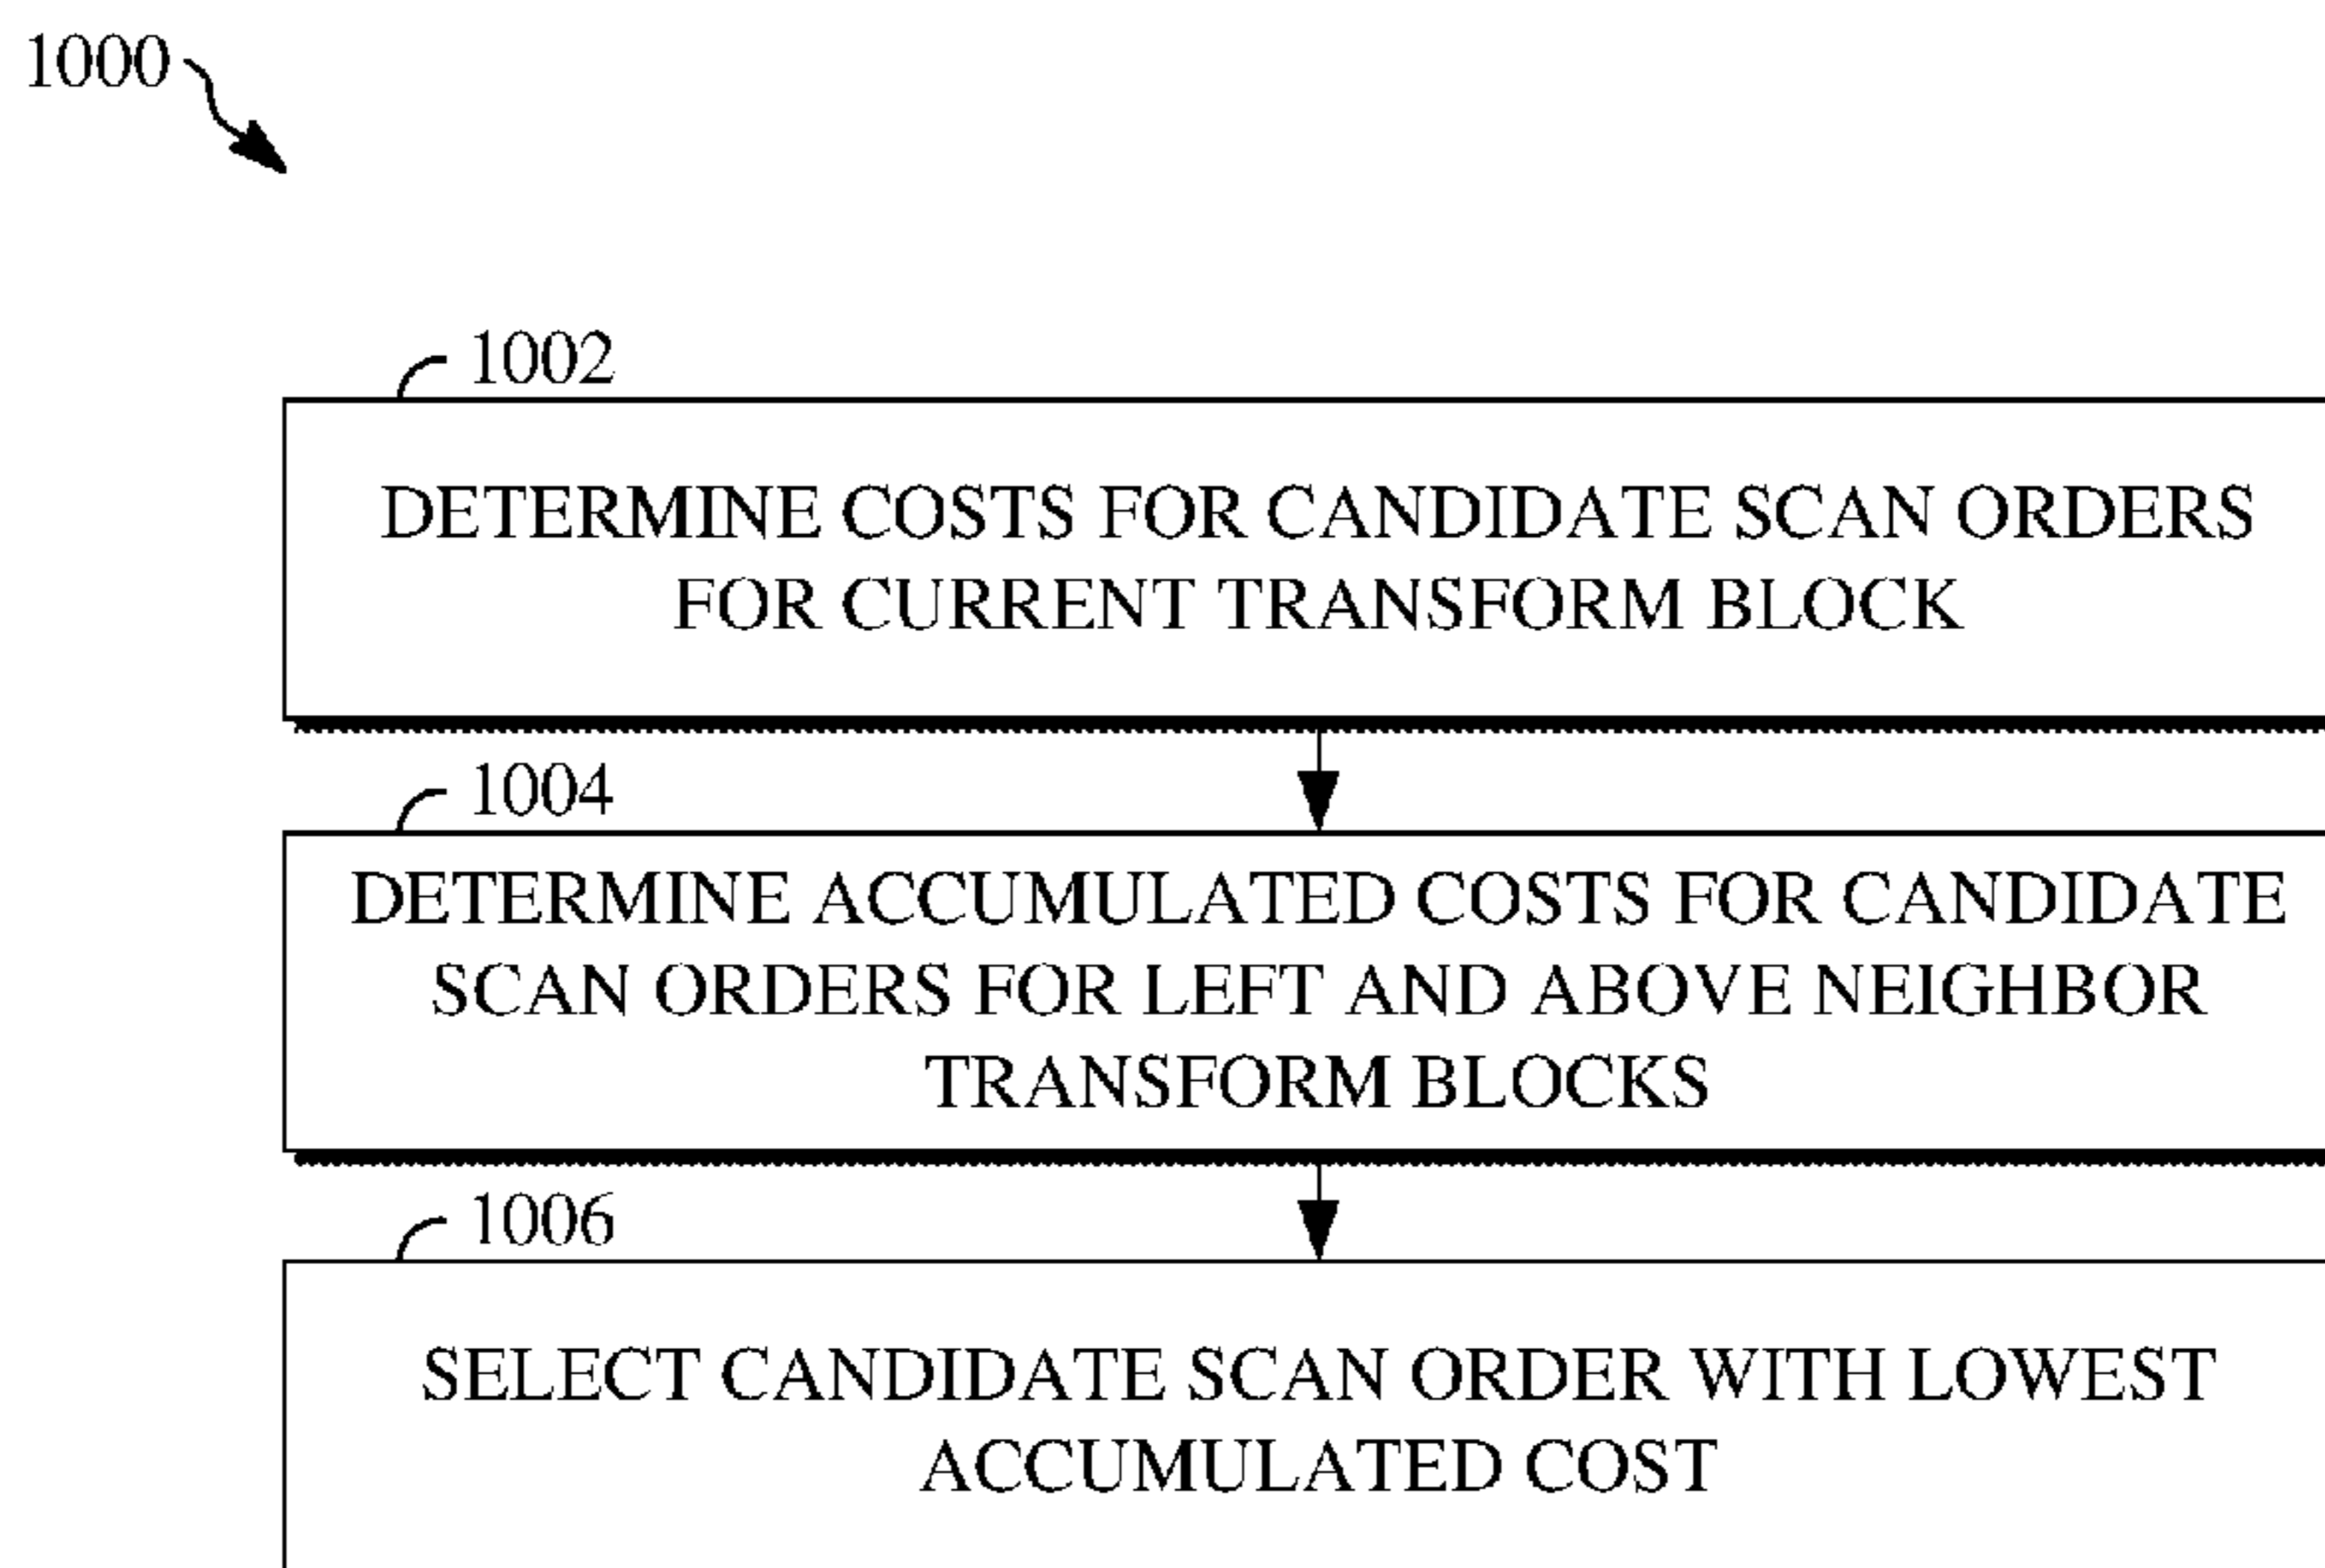 1000
1002
DETERMINE COSTS FOR CANDIDATE SCAN ORDERS
FOR CURRENT TRANSFORM BLOCK
1004
DETERMINE ACCUMULATED COSTS FOR CANDIDATE
SCAN ORDERS FOR LEFT AND ABOVE NEIGHBOR
TRANSFORM BLOCKS
1006
SELECT CANDIDATE SCAN ORDER WITH LOWEST
ACCUMULATED COST